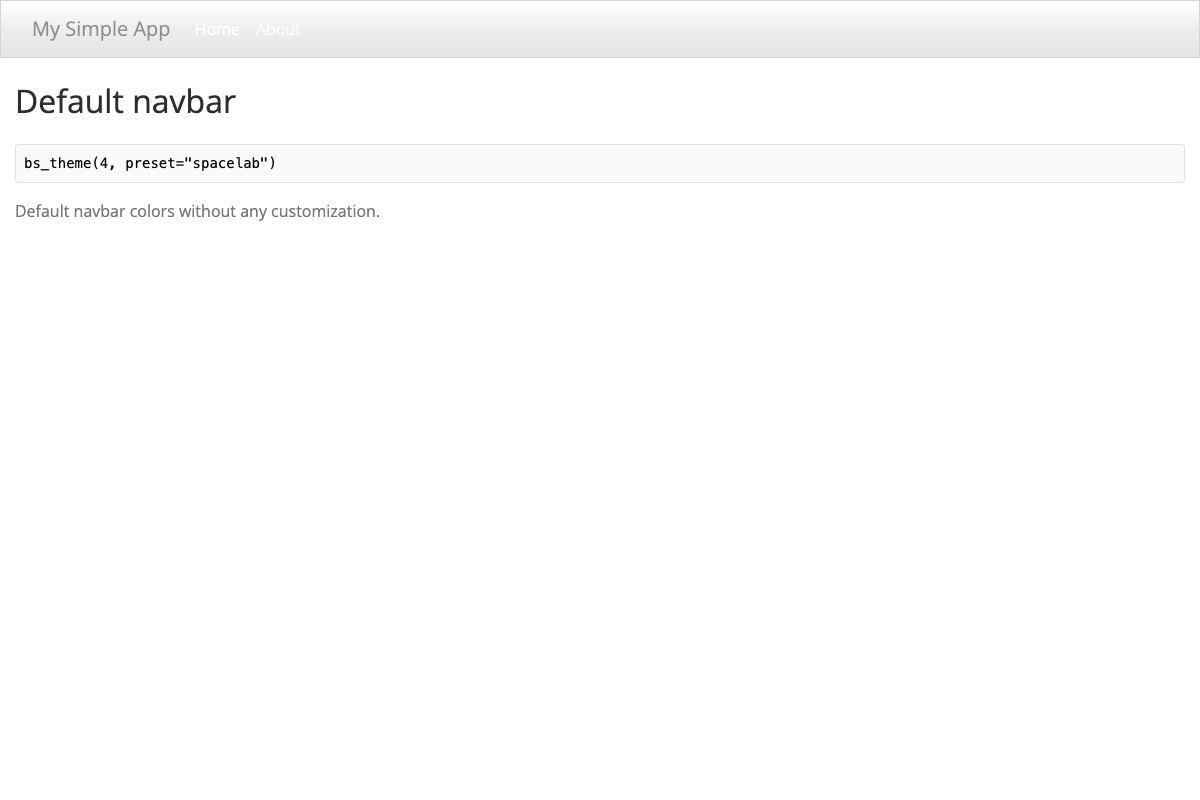 My Simple App Home About
Default navbar
bs_theme(4, preset="spacelab")
Default navbar colors without any customization.